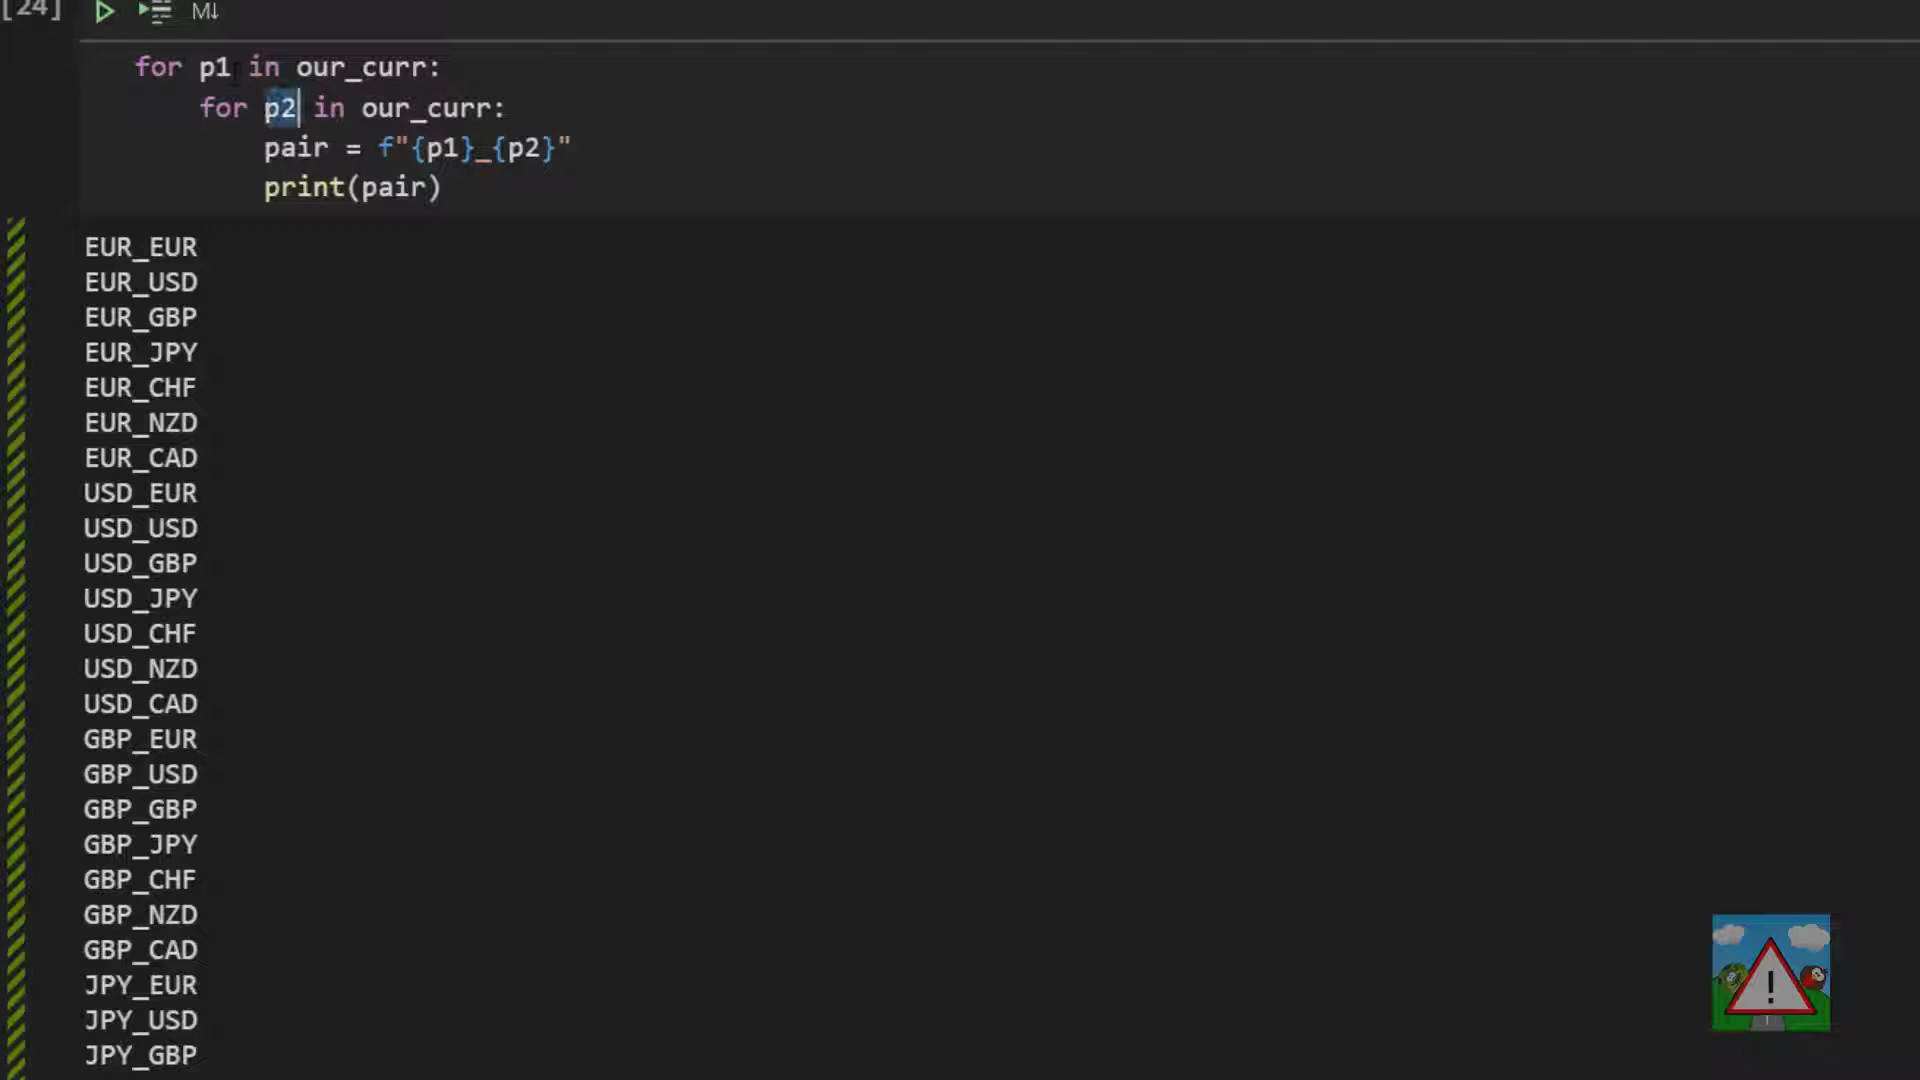 [24] M↓
for p1 in our_curr:
    for p2 in our_curr:
        pair = f"{p1}_{p2}"
        print(pair)
EUR_EUR
EUR_USD
EUR_GBP
EUR_JPY
EUR_CHF
EUR_NZD
EUR_CAD
USD_EUR
USD_USD
USD_GBP
USD_JPY
USD_CHF
USD_NZD
USD_CAD
GBP_EUR
GBP_USD
GBP_GBP
GBP_JPY
GBP_CHF
GBP_NZD
GBP_CAD
JPY_EUR
JPY_USD
JPY_GBP
!